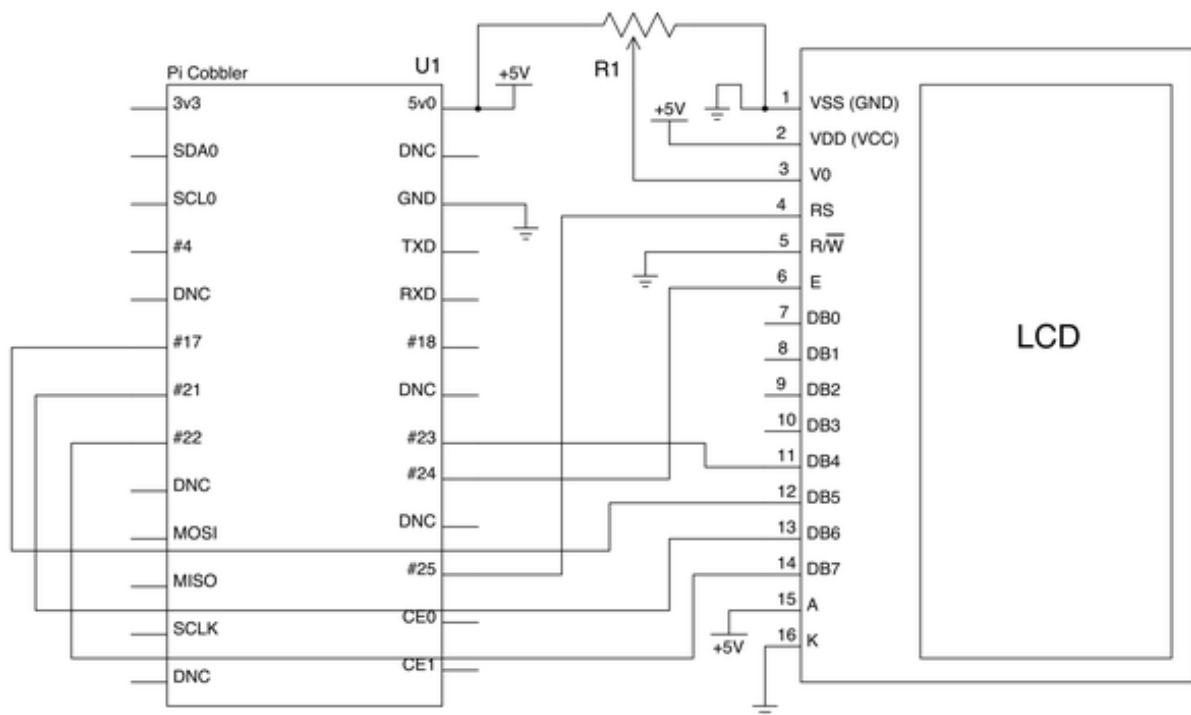 Pi Cobbler
U1
+5V
R1
3v3
5v0
SDA0
DNC
SCL0
GND
#4
TXD
DNC
RXD
#17
#18
#21
DNC
#22
#23
#24
DNC
DNC
MOSI
#25
MISO
CE0
SCLK
CE1
DNC
+5V
1 VSS (GND)
2 VDD (VCC)
3 V0
4 RS
5 R/W̅
6 E
7 DB0
8 DB1
9 DB2
10 DB3
11 DB4
12 DB5
13 DB6
14 DB7
15 A
+5V
16 K
LCD